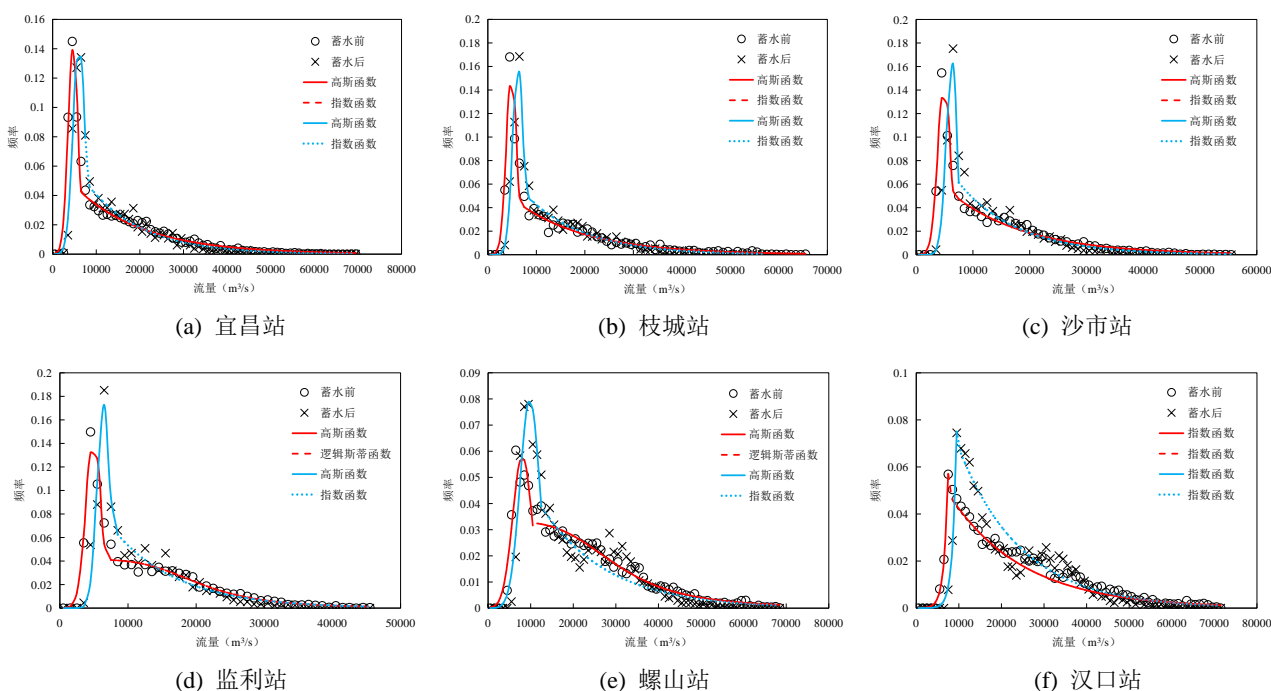 0.16
0.14
0.12
0.1
0.08
0.06
0.04
0.02
0
频率
0 10000 20000 30000 40000 50000 60000 70000 80000
流量（m³/s）
蓄水前
蓄水后
高斯函数
指数函数
高斯函数
指数函数
(a) 宜昌站
0.2
0.18
0.16
0.14
0.12
0.1
0.08
0.06
0.04
0.02
0
频率
0 10000 20000 30000 40000 50000 60000 70000
流量（m³/s）
蓄水前
蓄水后
高斯函数
指数函数
高斯函数
指数函数
(b) 枝城站
0.2
0.18
0.16
0.14
0.12
0.1
0.08
0.06
0.04
0.02
0
频率
0 10000 20000 30000 40000 50000 60000
流量（m³/s）
蓄水前
蓄水后
高斯函数
指数函数
高斯函数
指数函数
(c) 沙市站
0.2
0.18
0.16
0.14
0.12
0.1
0.08
0.06
0.04
0.02
0
频率
0 10000 20000 30000 40000 50000
流量（m³/s）
蓄水前
蓄水后
高斯函数
逻辑斯蒂函数
高斯函数
指数函数
(d) 监利站
0.09
0.08
0.07
0.06
0.05
0.04
0.03
0.02
0.01
0
频率
0 10000 20000 30000 40000 50000 60000 70000 80000
流量（m³/s）
蓄水前
蓄水后
高斯函数
逻辑斯蒂函数
高斯函数
指数函数
(e) 螺山站
0.1
0.08
0.06
0.04
0.02
0
频率
0 10000 20000 30000 40000 50000 60000 70000 80000
流量（m³/s）
蓄水前
蓄水后
指数函数
指数函数
指数函数
指数函数
(f) 汉口站